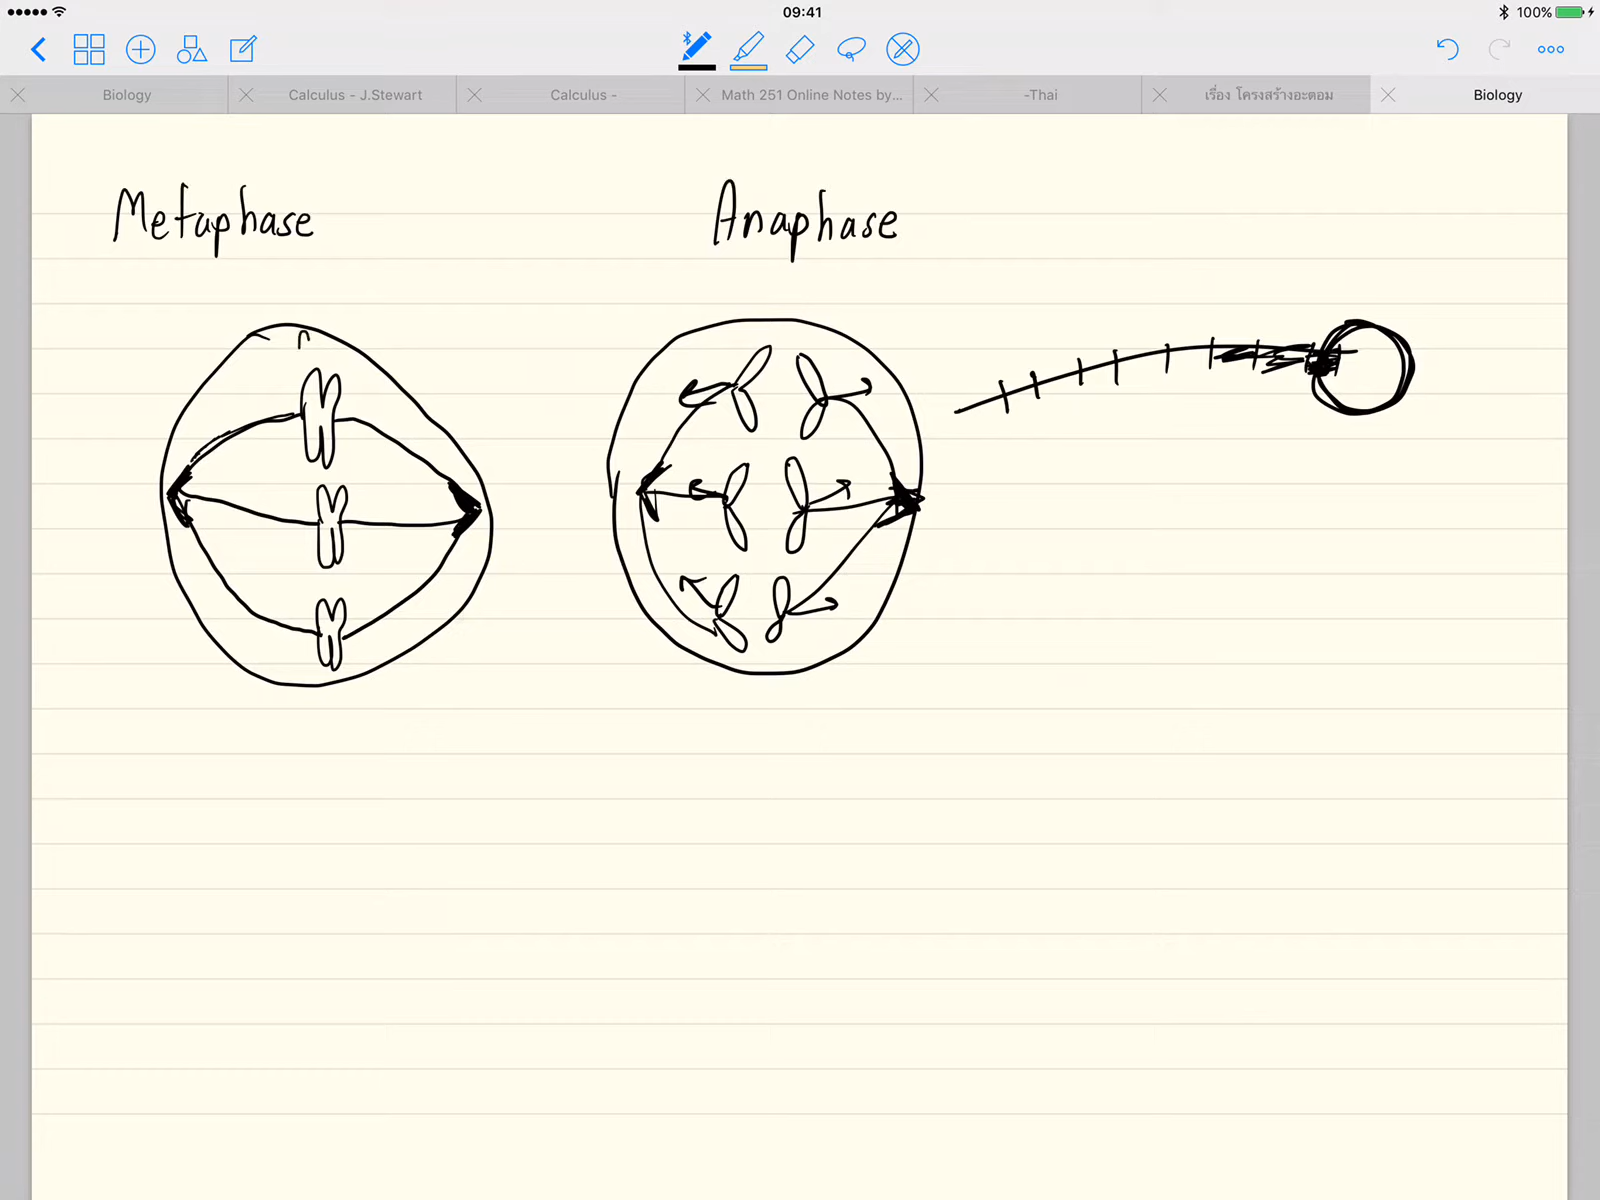 09:41
100%
Biology
Calculus - J.Stewart
Calculus -
Math 251 Online Notes by...
-Thai
เรื่อง โครงสร้างอะตอม
Biology
Metaphase
Anaphase